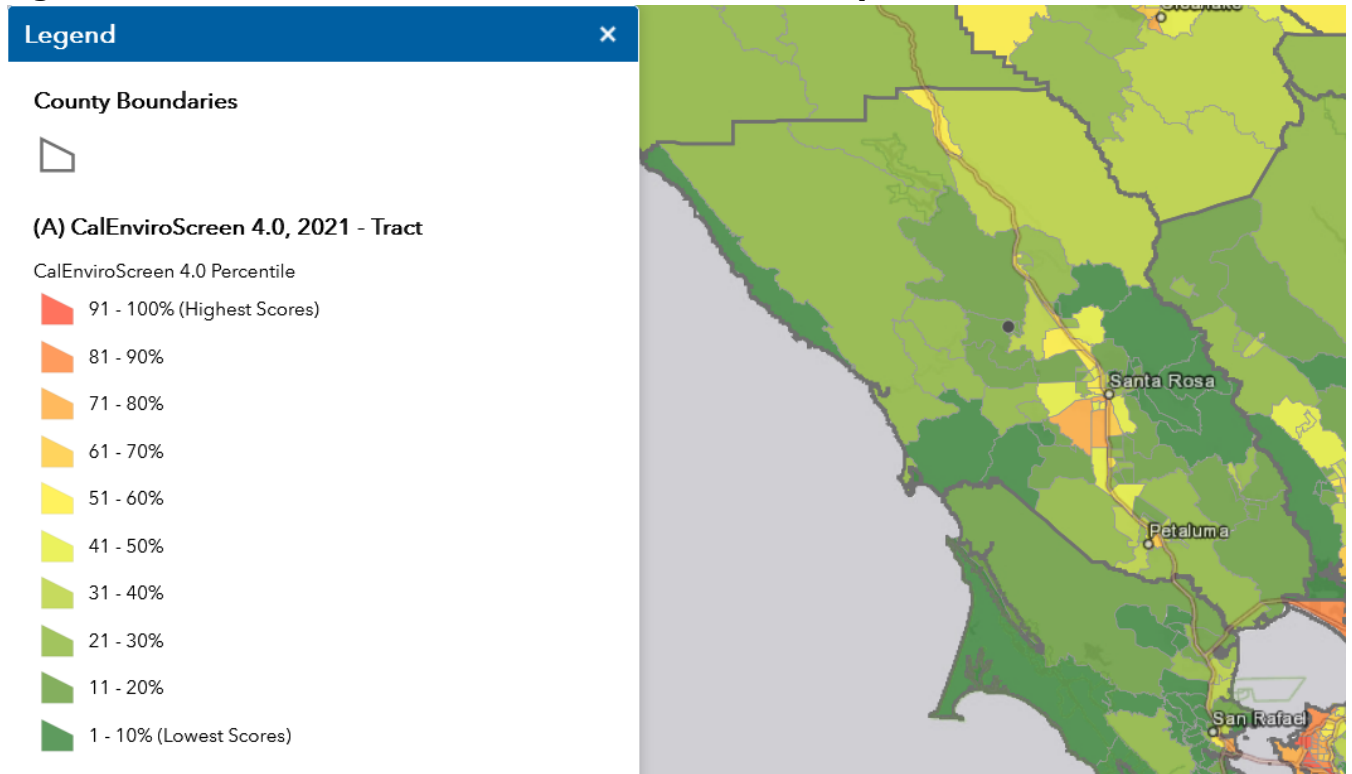 Legend ×
County Boundaries
(A) CalEnviroScreen 4.0, 2021 - Tract
CalEnviroScreen 4.0 Percentile
91 - 100% (Highest Scores)
81 - 90%
71 - 80%
61 - 70%
51 - 60%
41 - 50%
31 - 40%
21 - 30%
11 - 20%
1 - 10% (Lowest Scores)
Santa Rosa
Petaluma
San Rafael